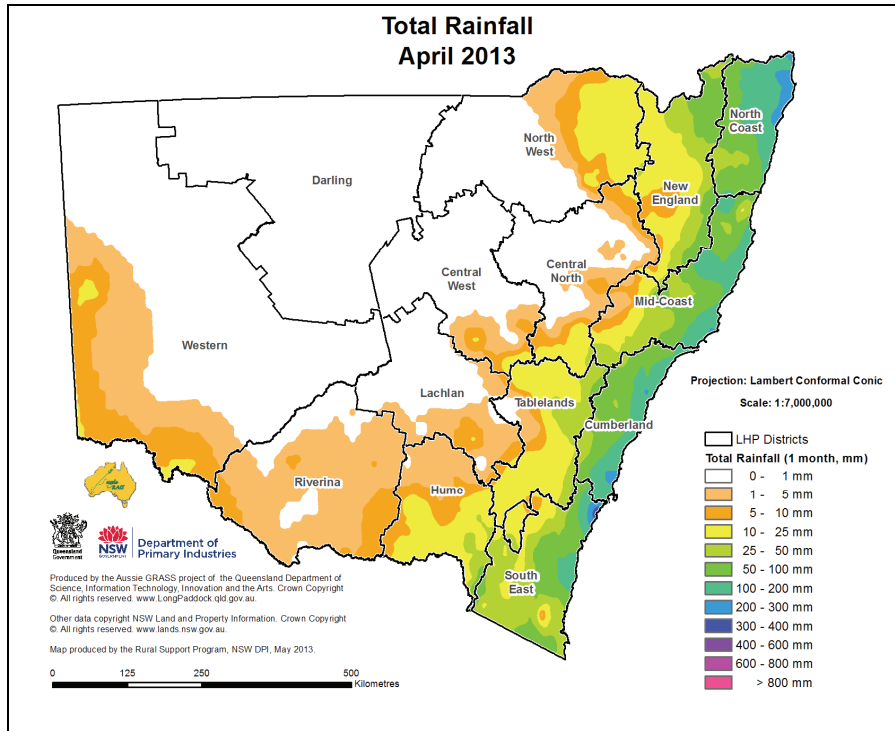 Total Rainfall
April 2013
North
Coast
North
West
Darling
New
England
Central
North
Central
West
Mid-Coast
Western
Projection: Lambert Conformal Conic
Scale: 1:7,000,000
Lachlan
Tablelands
Cumberland
LHP Districts
Total Rainfall (1 month, mm)
0 - 1 mm
1 - 5 mm
5 - 10 mm
10 - 25 mm
25 - 50 mm
50 - 100 mm
100 - 200 mm
200 - 300 mm
300 - 400 mm
400 - 600 mm
600 - 800 mm
> 800 mm
Riverina
Hume
South
East
Queensland
Government
NSW
GOVERNMENT
Department of
Primary Industries
Produced by the Aussie GRASS project of the Queensland Department of
Science, Information Technology, Innovation and the Arts. Crown Copyright
©. All rights reserved. www.LongPaddock.qld.gov.au.
Other data copyright NSW Land and Property Information. Crown Copyright
©. All rights reserved. www.lands.nsw.gov.au.
Map produced by the Rural Support Program, NSW DPI, May 2013.
0 125 250 500
Kilometres